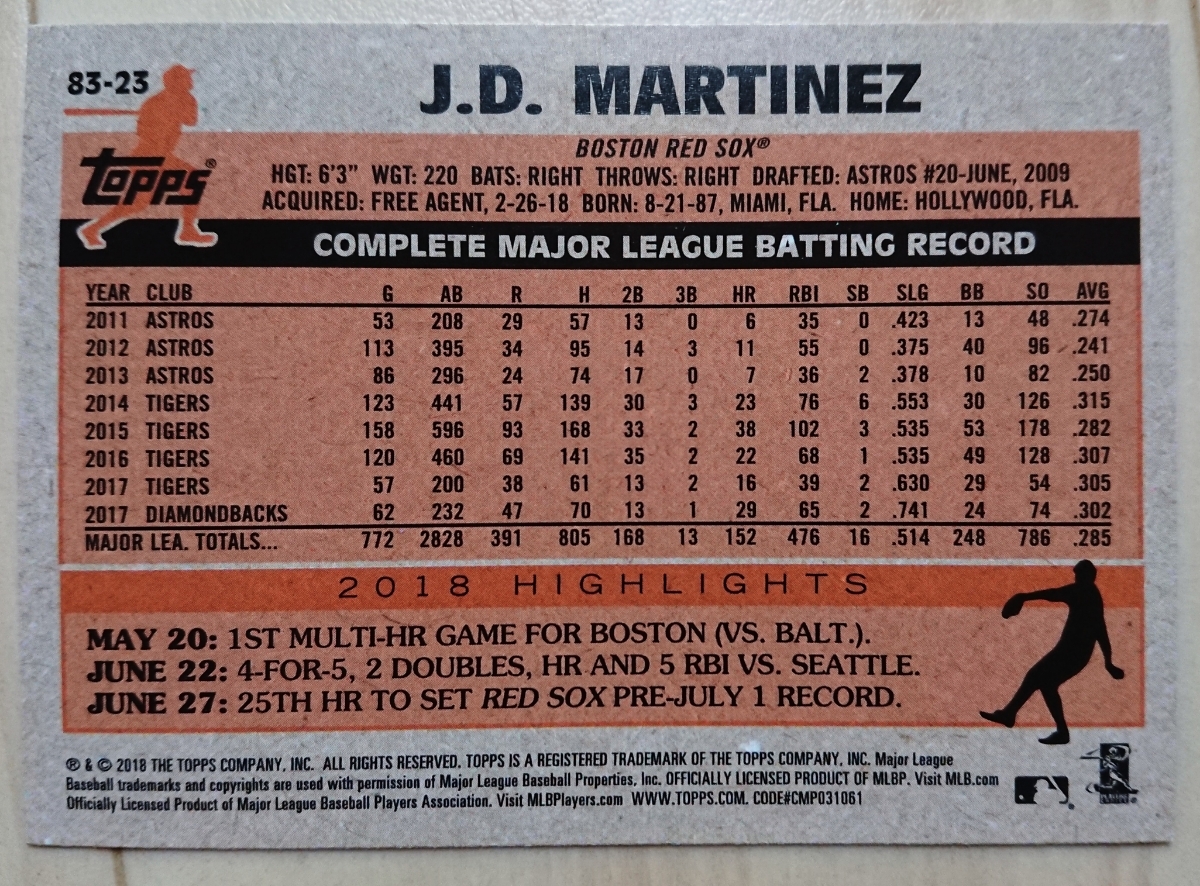 83-23
J.D. MARTINEZ
topps®
BOSTON RED SOX®
HGT: 6'3" WGT: 220 BATS: RIGHT THROWS: RIGHT DRAFTED: ASTROS #20-JUNE, 2009
ACQUIRED: FREE AGENT, 2-26-18 BORN: 8-21-87, MIAMI, FLA. HOME: HOLLYWOOD, FLA.
COMPLETE MAJOR LEAGUE BATTING RECORD
YEAR CLUB G AB R H 2B 3B HR RBI SB SLG BB SO AVG
2011 ASTROS 53 208 29 57 13 0 6 35 0 .423 13 48 .274
2012 ASTROS 113 395 34 95 14 3 11 55 0 .375 40 96 .241
2013 ASTROS 86 296 24 74 17 0 7 36 2 .378 10 82 .250
2014 TIGERS 123 441 57 139 30 3 23 76 6 .553 30 126 .315
2015 TIGERS 158 596 93 168 33 2 38 102 3 .535 53 178 .282
2016 TIGERS 120 460 69 141 35 2 22 68 1 .535 49 128 .307
2017 TIGERS 57 200 38 61 13 2 16 39 2 .630 29 54 .305
2017 DIAMONDBACKS 62 232 47 70 13 1 29 65 2 .741 24 74 .302
MAJOR LEA. TOTALS... 772 2828 391 805 168 13 152 476 16 .514 248 786 .285
2018 HIGHLIGHTS
MAY 20: 1ST MULTI-HR GAME FOR BOSTON (VS. BALT.).
JUNE 22: 4-FOR-5, 2 DOUBLES, HR AND 5 RBI VS. SEATTLE.
JUNE 27: 25TH HR TO SET RED SOX PRE-JULY 1 RECORD.
® & © 2018 THE TOPPS COMPANY, INC. ALL RIGHTS RESERVED. TOPPS IS A REGISTERED TRADEMARK OF THE TOPPS COMPANY, INC. Major League
Baseball trademarks and copyrights are used with permission of Major League Baseball Properties, Inc. OFFICIALLY LICENSED PRODUCT OF MLBP. Visit MLB.com
Officially Licensed Product of Major League Baseball Players Association. Visit MLBPlayers.com WWW.TOPPS.COM. CODE#CMP031061